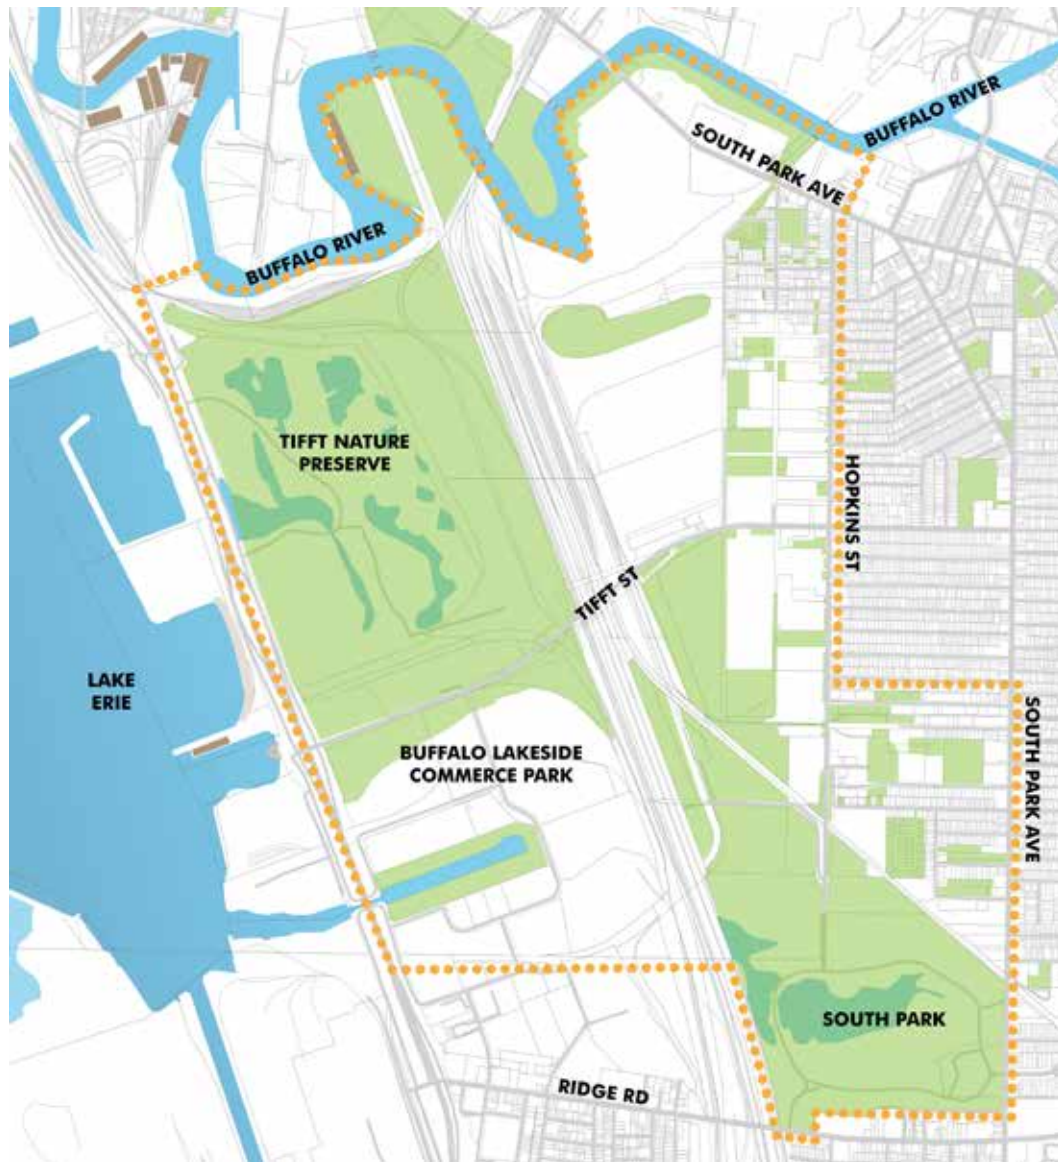 BUFFALO RIVER
SOUTH PARK AVE
BUFFALO RIVER
TIFFT NATURE
PRESERVE
HOPKINS ST
TIFFT ST
LAKE
ERIE
BUFFALO LAKESIDE
COMMERCE PARK
SOUTH PARK AVE
SOUTH PARK
RIDGE RD